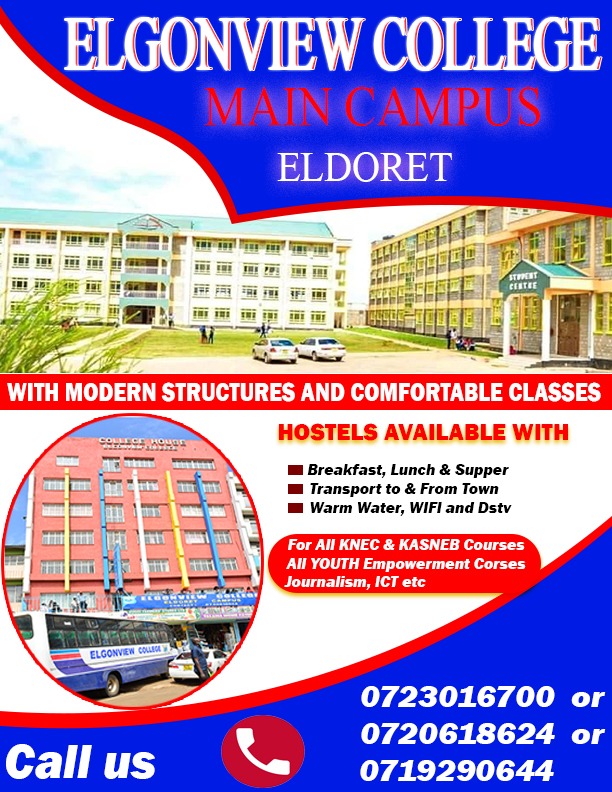 ELGONVIEW COLLEGE
MAIN CAMPUS
ELDORET
STUDENT
CENTRE
WITH MODERN STRUCTURES AND COMFORTABLE CLASSES
HOSTELS AVAILABLE WITH
Breakfast, Lunch & Supper
Transport to & From Town
Warm Water, WIFI and Dstv
For All KNEC & KASNEB Courses
All YOUTH Empowerment Corses
Journalism, ICT etc
COLLEGE HOUSE
ELGONVIEW COLLEGE
ELDORET CAMPUS
ELGONVIEW COLLEGE
Call us
0723016700 or
0720618624 or
0719290644